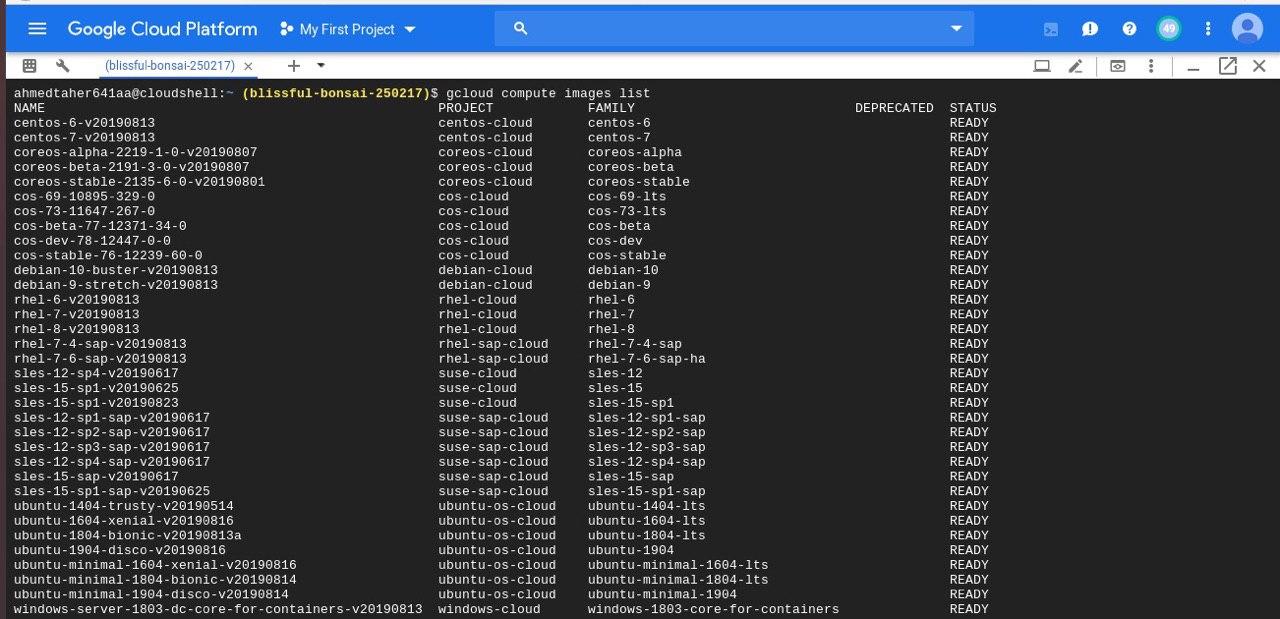 Google Cloud Platform My First Project 49
(blissful-bonsai-250217)
ahmedtaher641aa@cloudshell:~ (blissful-bonsai-250217)$ gcloud compute images list
NAME PROJECT FAMILY DEPRECATED STATUS
centos-6-v20190813 centos-cloud centos-6 READY
centos-7-v20190813 centos-cloud centos-7 READY
coreos-alpha-2219-1-0-v20190807 coreos-cloud coreos-alpha READY
coreos-beta-2191-3-0-v20190807 coreos-cloud coreos-beta READY
coreos-stable-2135-6-0-v20190801 coreos-cloud coreos-stable READY
cos-69-10895-329-0 cos-cloud cos-69-lts READY
cos-73-11647-267-0 cos-cloud cos-73-lts READY
cos-beta-77-12371-34-0 cos-cloud cos-beta READY
cos-dev-78-12447-0-0 cos-cloud cos-dev READY
cos-stable-76-12239-60-0 cos-cloud cos-stable READY
debian-10-buster-v20190813 debian-cloud debian-10 READY
debian-9-stretch-v20190813 debian-cloud debian-9 READY
rhel-6-v20190813 rhel-cloud rhel-6 READY
rhel-7-v20190813 rhel-cloud rhel-7 READY
rhel-8-v20190813 rhel-cloud rhel-8 READY
rhel-7-4-sap-v20190813 rhel-sap-cloud rhel-7-4-sap READY
rhel-7-6-sap-v20190813 rhel-sap-cloud rhel-7-6-sap-ha READY
sles-12-sp4-v20190617 suse-cloud sles-12 READY
sles-15-sp1-v20190625 suse-cloud sles-15 READY
sles-15-sp1-v20190823 suse-cloud sles-15-sp1 READY
sles-12-sp1-sap-v20190617 suse-sap-cloud sles-12-sp1-sap READY
sles-12-sp2-sap-v20190617 suse-sap-cloud sles-12-sp2-sap READY
sles-12-sp3-sap-v20190617 suse-sap-cloud sles-12-sp3-sap READY
sles-12-sp4-sap-v20190617 suse-sap-cloud sles-12-sp4-sap READY
sles-15-sap-v20190617 suse-sap-cloud sles-15-sap READY
sles-15-sp1-sap-v20190625 suse-sap-cloud sles-15-sp1-sap READY
ubuntu-1404-trusty-v20190514 ubuntu-os-cloud ubuntu-1404-lts READY
ubuntu-1604-xenial-v20190816 ubuntu-os-cloud ubuntu-1604-lts READY
ubuntu-1804-bionic-v20190813a ubuntu-os-cloud ubuntu-1804-lts READY
ubuntu-1904-disco-v20190816 ubuntu-os-cloud ubuntu-1904 READY
ubuntu-minimal-1604-xenial-v20190816 ubuntu-os-cloud ubuntu-minimal-1604-lts READY
ubuntu-minimal-1804-bionic-v20190814 ubuntu-os-cloud ubuntu-minimal-1804-lts READY
ubuntu-minimal-1904-disco-v20190814 ubuntu-os-cloud ubuntu-minimal-1904 READY
windows-server-1803-dc-core-for-containers-v20190813 windows-cloud windows-1803-core-for-containers READY